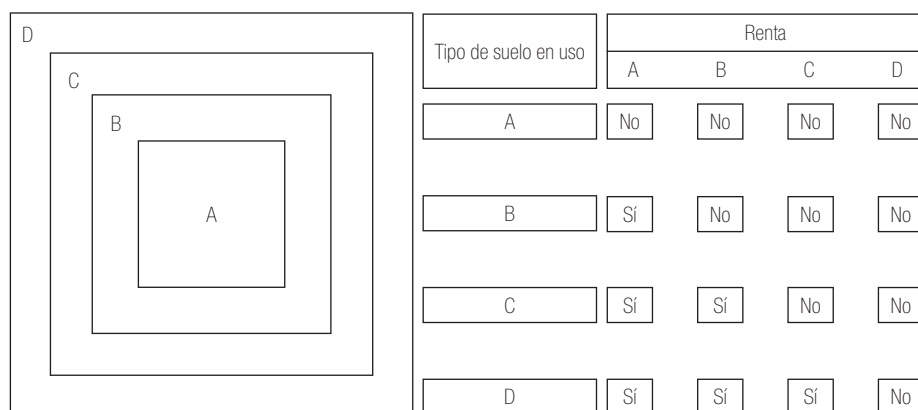 D
C
B
A
Tipo de suelo en uso
Renta
A B C D
A No No No No
B Sí No No No
C Sí Sí No No
D Sí Sí Sí No